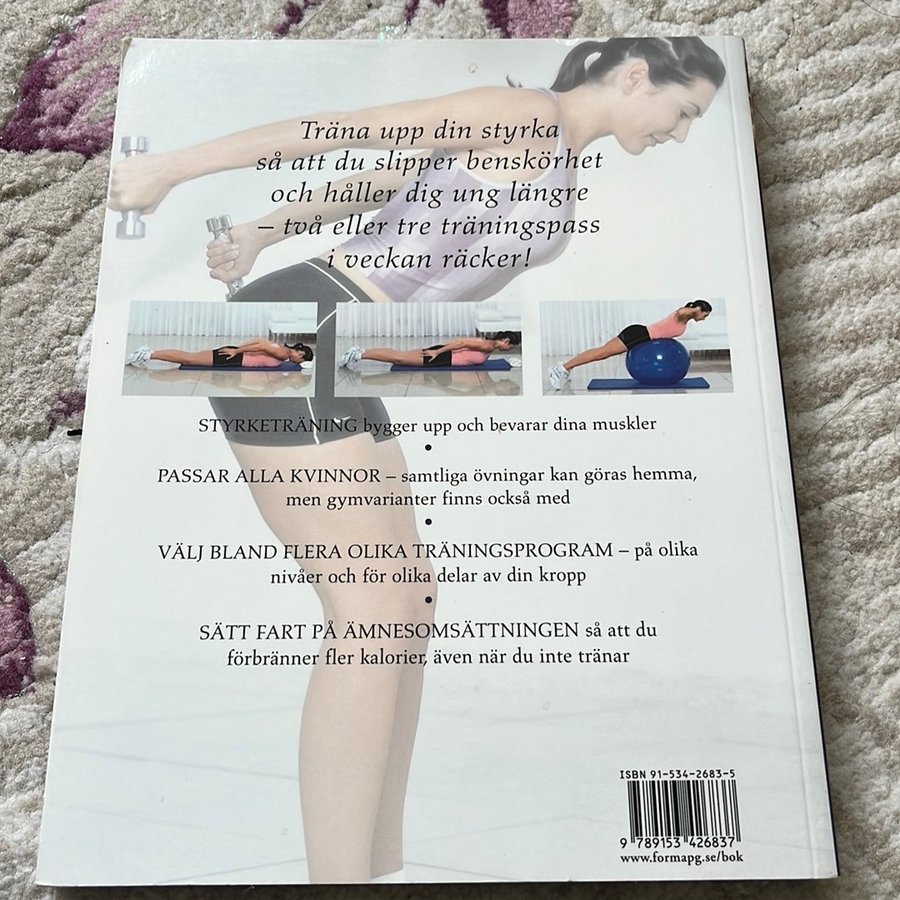 Träna upp din styrka
så att du slipper benskörhet
och håller dig ung längre
– två eller tre träningspass
i veckan räcker!
STYRKETRÄNING bygger upp och bevarar dina muskler
•
PASSAR ALLA KVINNOR – samtliga övningar kan göras hemma,
men gymvarianter finns också med
•
VÄLJ BLAND FLERA OLIKA TRÄNINGSPROGRAM – på olika
nivåer och för olika delar av din kropp
•
SÄTT FART PÅ ÄMNESOMSÄTTNINGEN så att du
förbränner fler kalorier, även när du inte tränar
ISBN 91-534-2683-5
9 789153 426837
www.formapg.se/bok